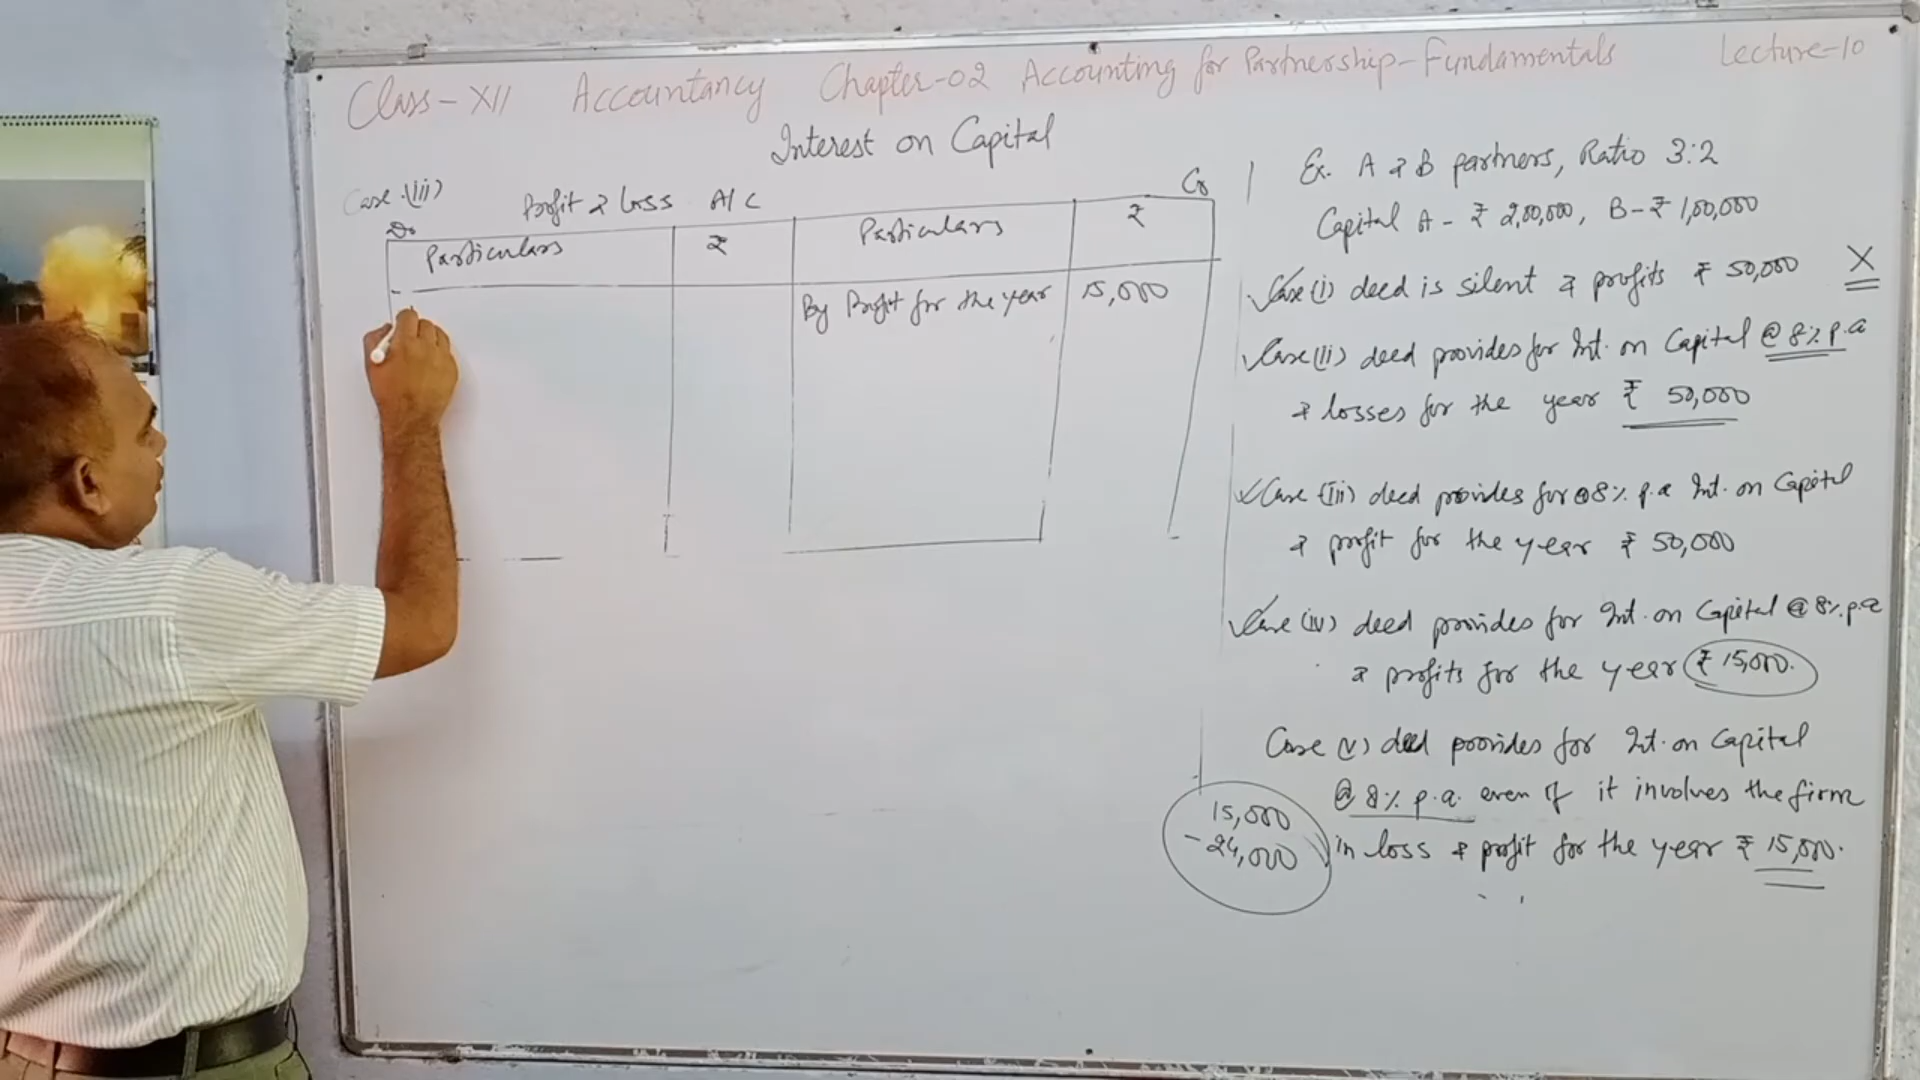 Class-XII Accountancy Chapter-02 Accounting for Partnership-Fundamentals Lecture-10
Interest on Capital
Case (iii) Profit & Loss A/C
Dr Cr
Particulars ₹ Particulars ₹
By Profit for the year 15,000
Ex. A & B partners, Ratio 3:2
Capital A - ₹ 2,00,000, B - ₹ 1,00,000
Case (i) deed is silent & profits ₹ 50,000 X
Case (ii) deed provides for Int. on Capital @ 8% p.a
& losses for the year ₹ 50,000
Case (iii) deed provides for @8% p.a Int. on Capital
& profit for the year ₹ 50,000
Case (iv) deed provides for Int. on Capital @ 8% p.a
& profits for the year ₹ 15,000.
Case (v) deed provides for Int. on Capital
@ 8% p.a. even if it involves the firm
in loss & profit for the year ₹ 15,000.
15,000
- 24,000